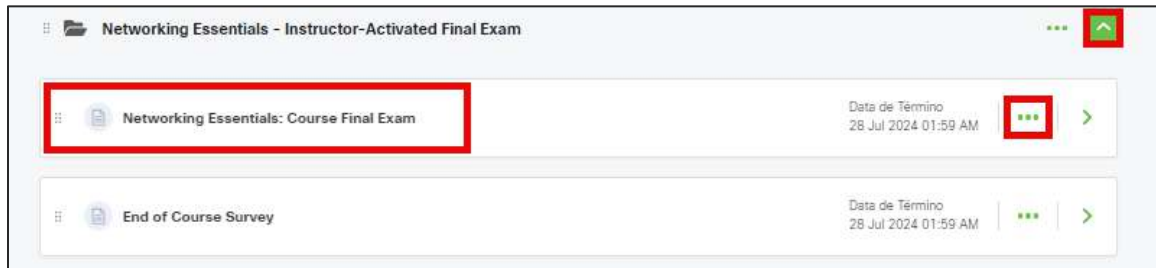 Networking Essentials - Instructor-Activated Final Exam
Networking Essentials: Course Final Exam
Data de Término
28 Jul 2024 01:59 AM
End of Course Survey
Data de Término
28 Jul 2024 01:59 AM